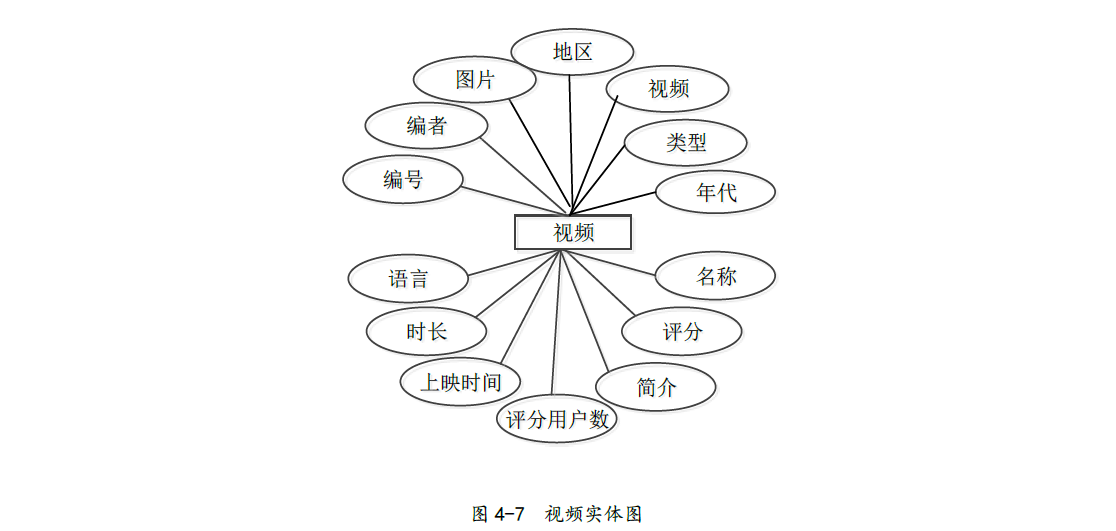 地区
图片
视频
编者
类型
编号
年代
视频
语言
名称
时长
评分
上映时间
简介
评分用户数
图 4-7 视频实体图